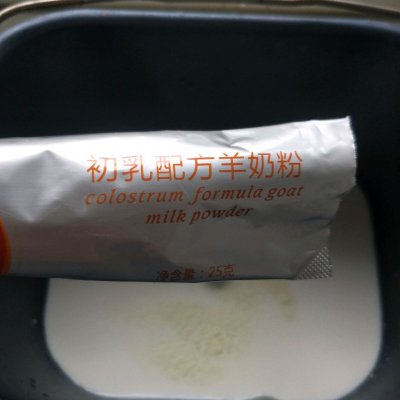 初乳配方羊奶粉
colostrum formula goat
milk powder
净含量：25克